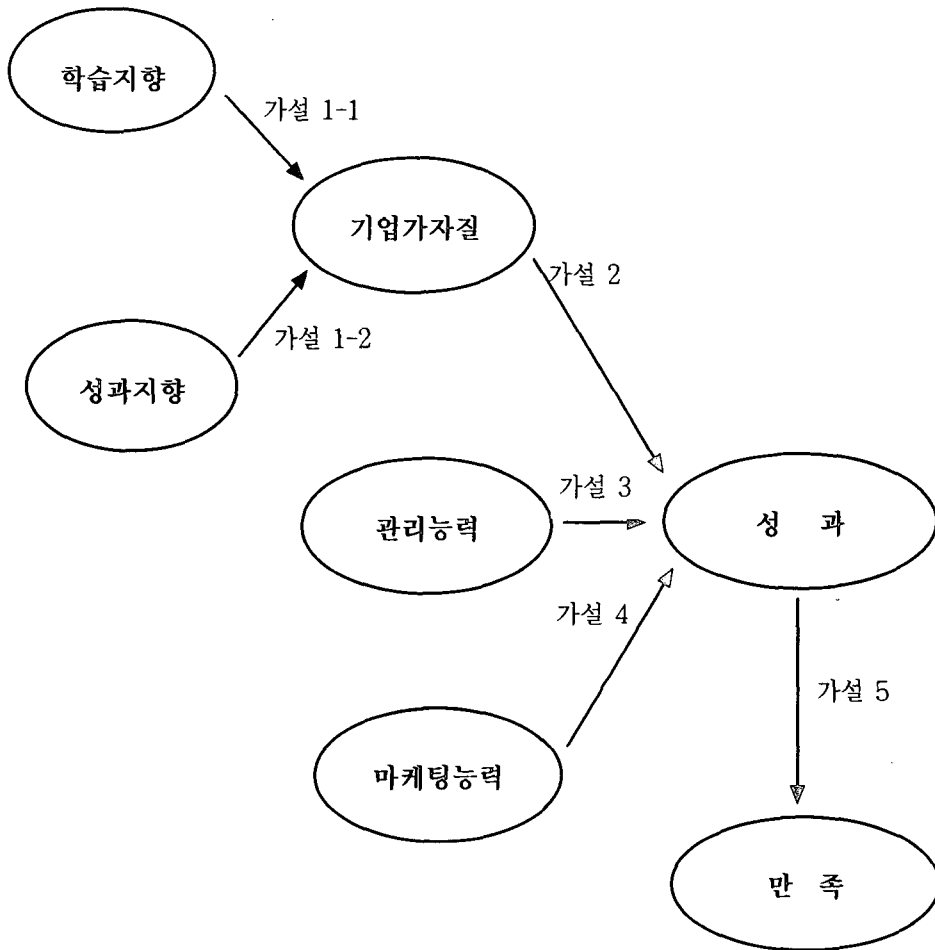 학습지향
가설 1-1
기업가자질
가설 2
가설 1-2
성과지향
가설 3
관리능력
성 과
가설 4
가설 5
마케팅능력
만 족